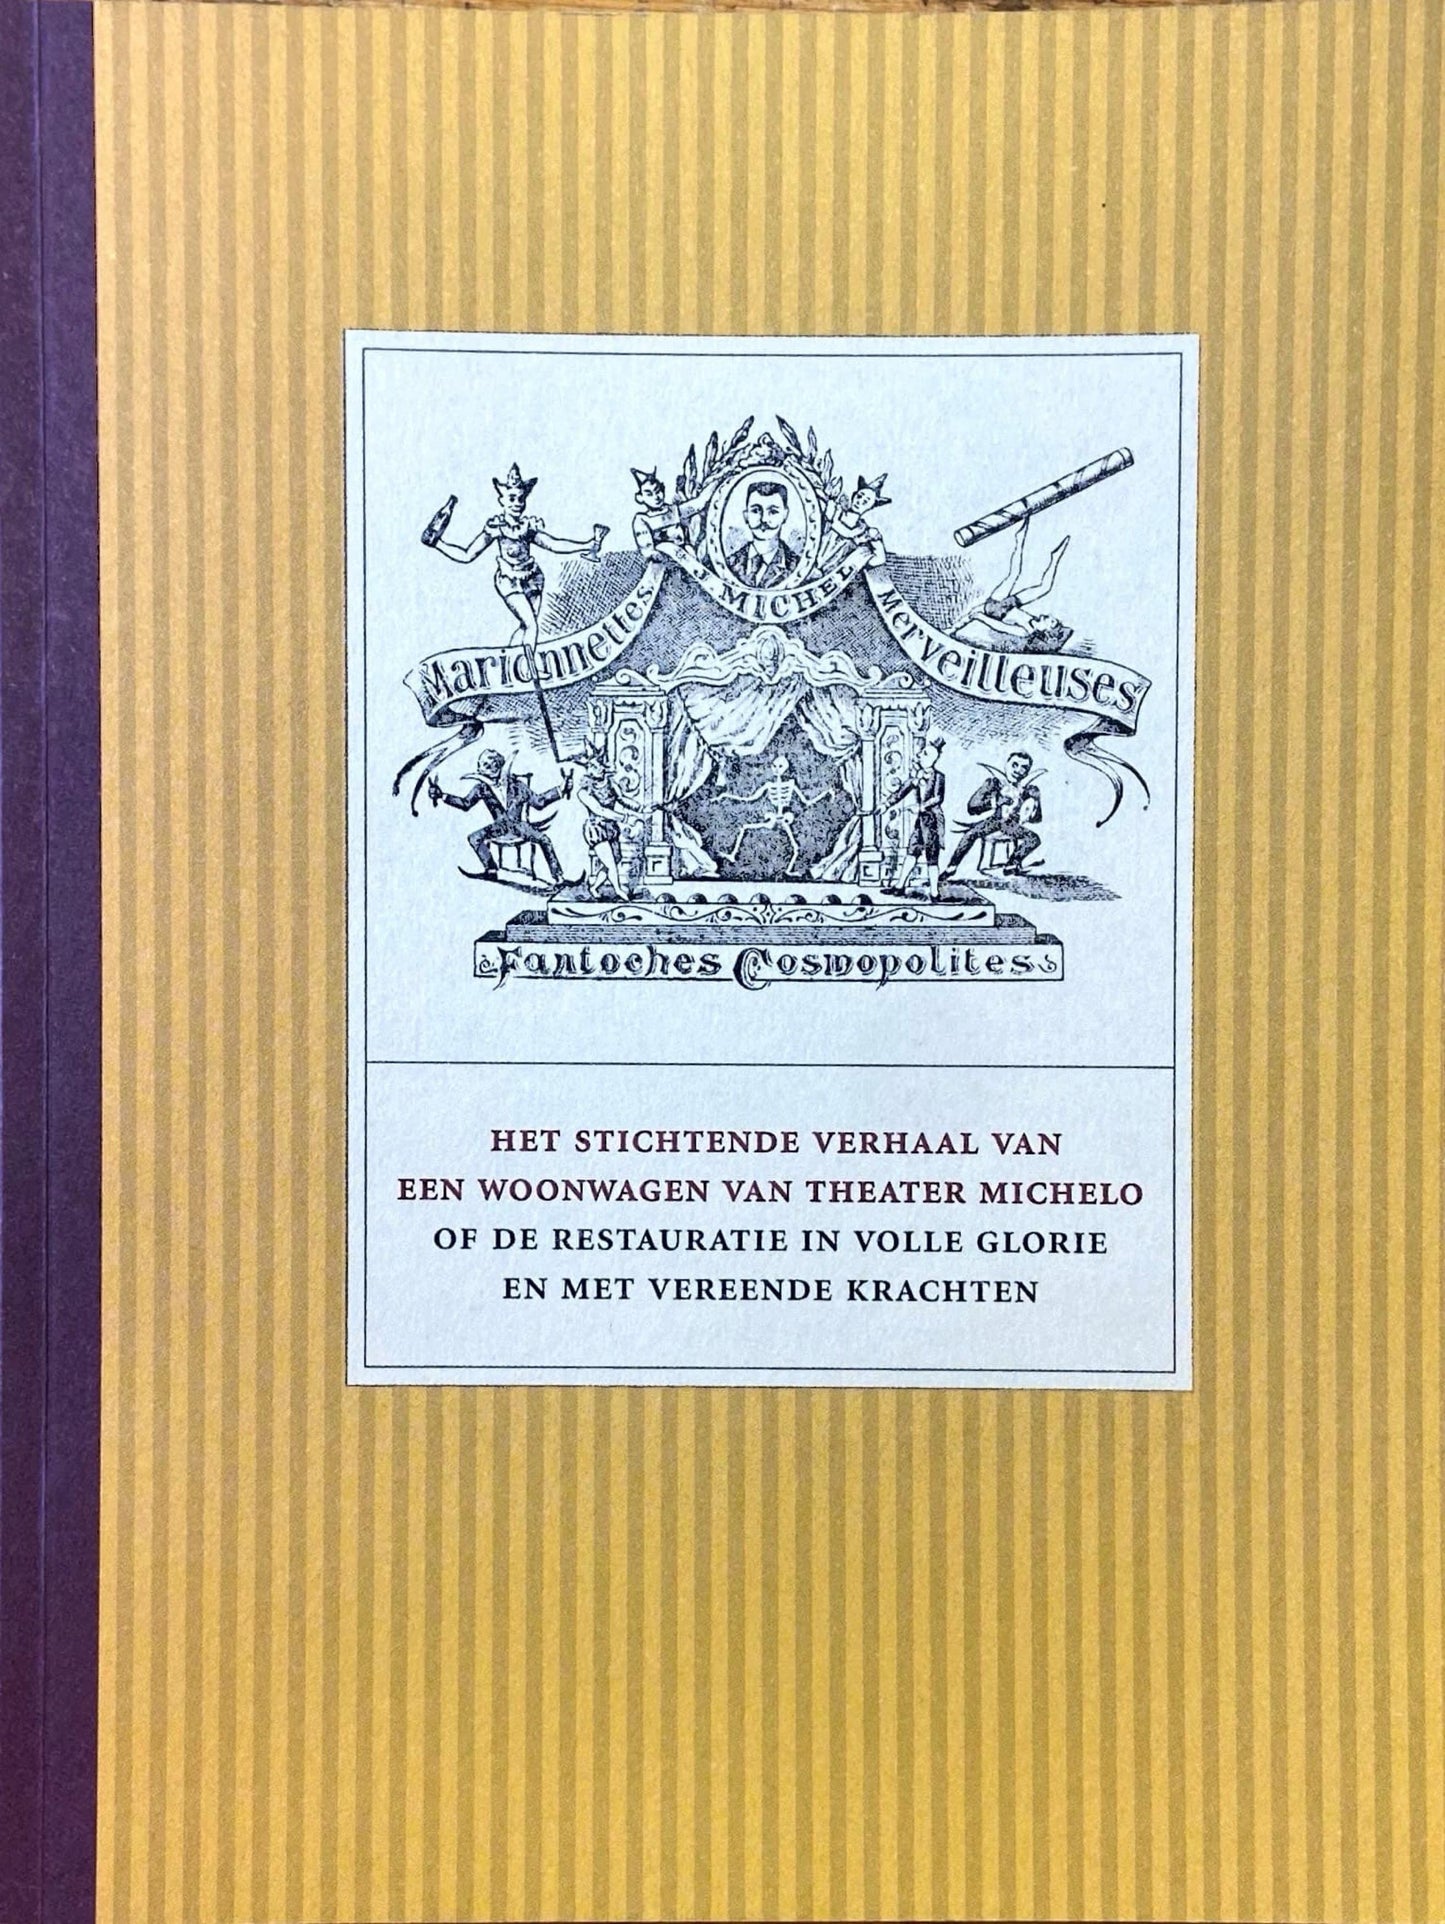 J. MICHEL
Marionnettes Merveilleuses
Fantoches Cosmopolites
HET STICHTENDE VERHAAL VAN
EEN WOONWAGEN VAN THEATER MICHELO
OF DE RESTAURATIE IN VOLLE GLORIE
EN MET VEREENDE KRACHTEN